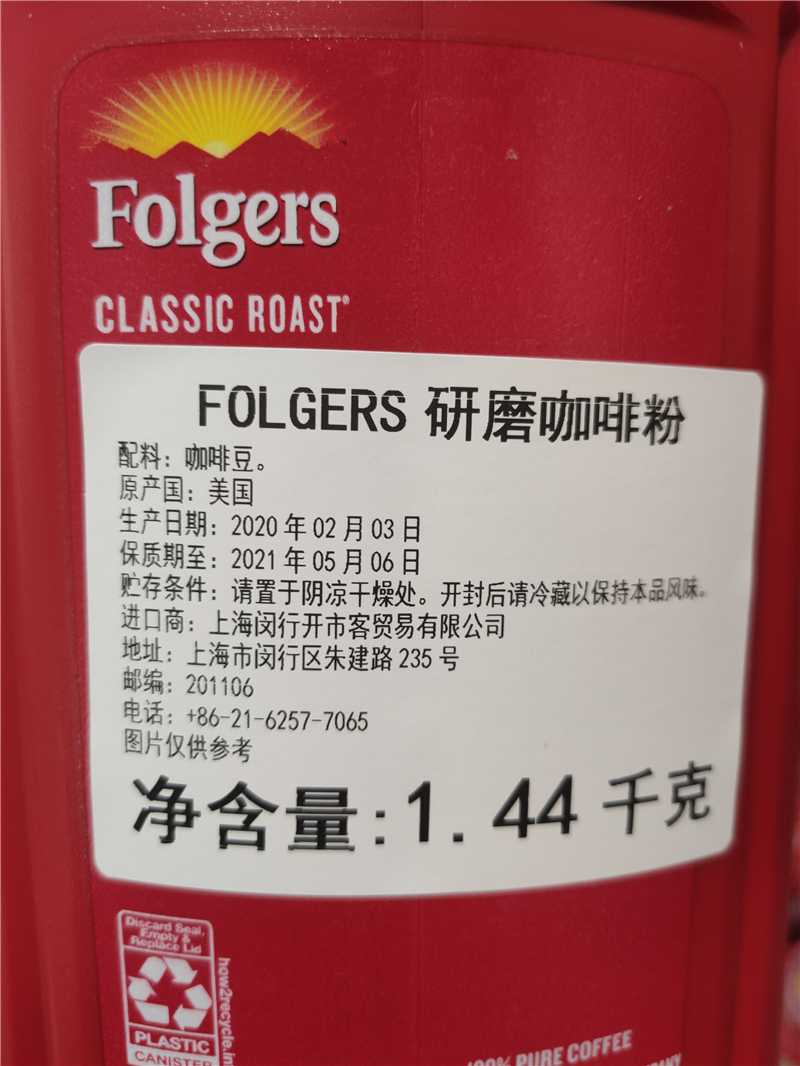 Folgers
CLASSIC ROAST®
FOLGERS 研磨咖啡粉
配料：咖啡豆。
原产国：美国
生产日期：2020 年 02 月 03 日
保质期至：2021 年 05 月 06 日
贮存条件：请置于阴凉干燥处。开封后请冷藏以保持本品风味。
进口商：上海闵行开市客贸易有限公司
地址：上海市闵行区朱建路 235 号
邮编：201106
电话：+86-21-6257-7065
图片仅供参考
净含量:1.44 千克
Discard Seal,
Empty &
Replace Lid
PLASTIC
CANISTER
how2recycle.in
100% PURE COFFEE